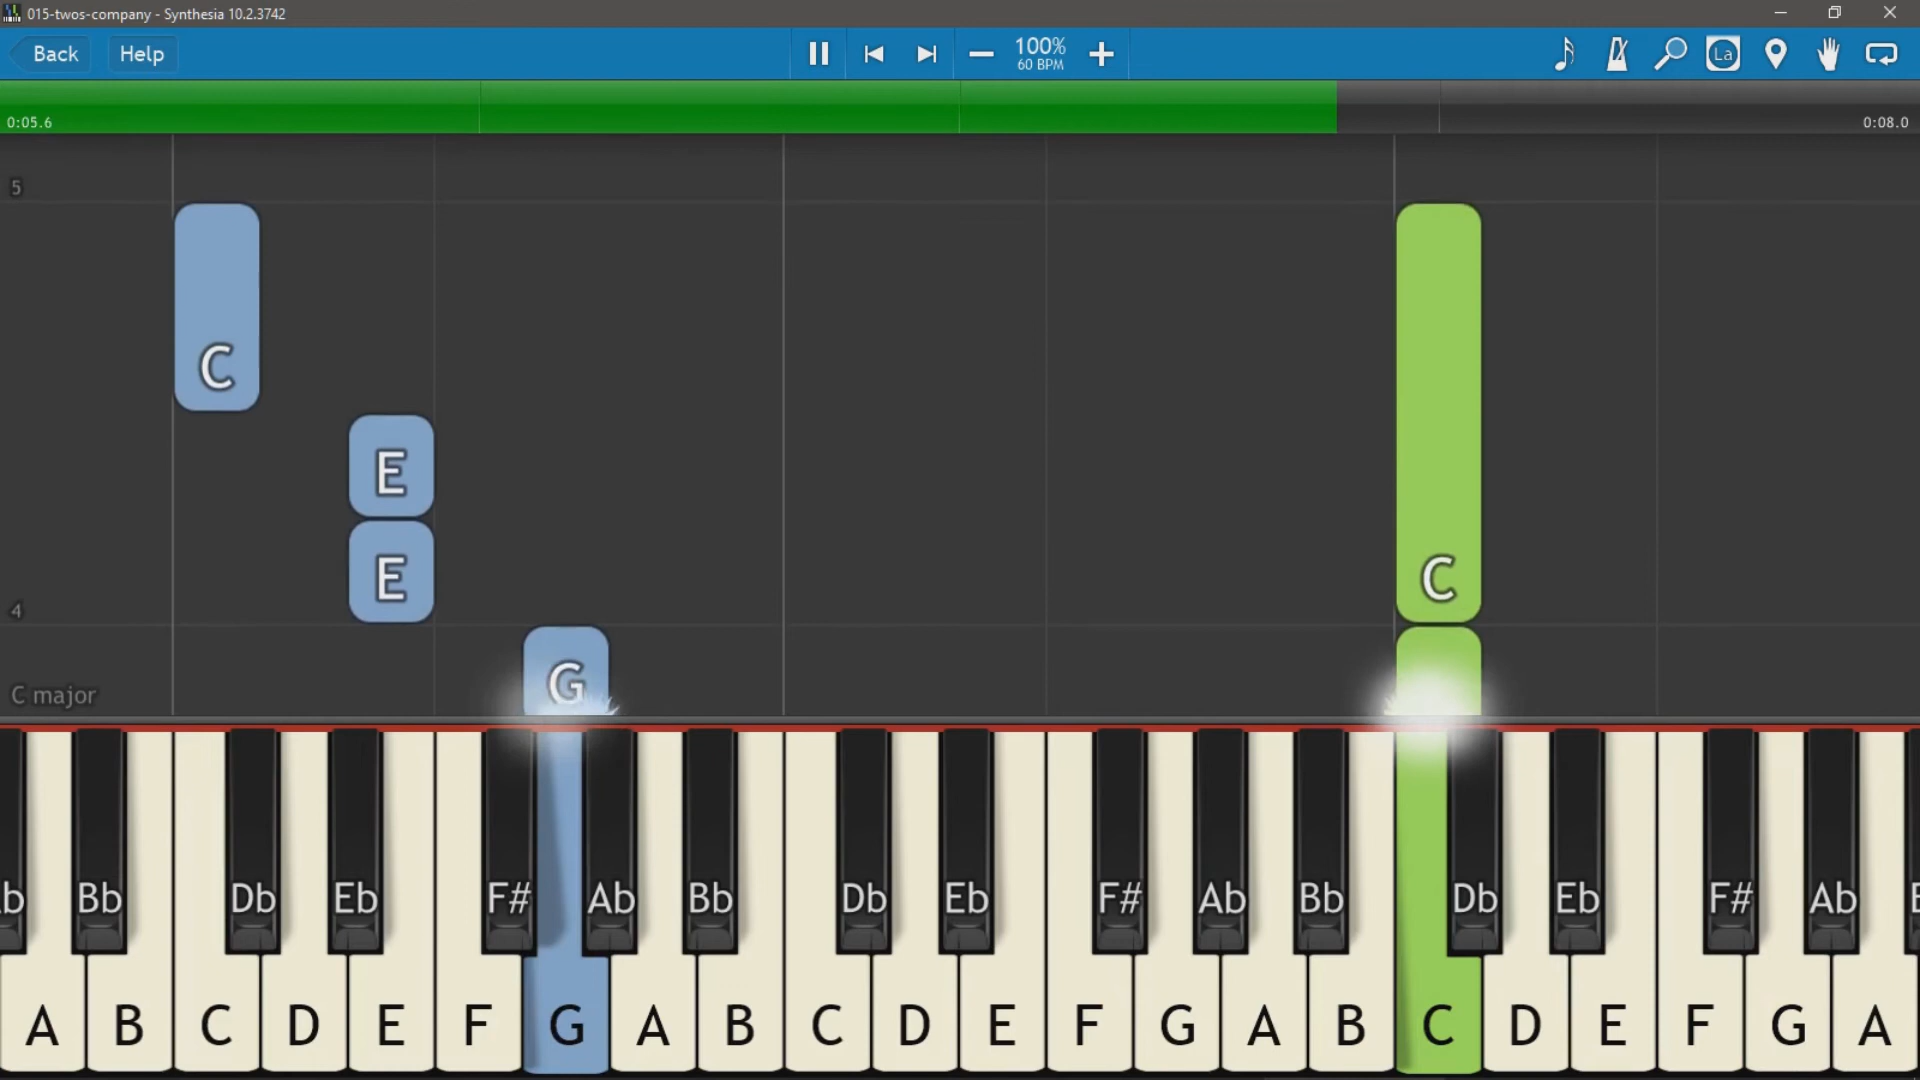 015-twos-company - Synthesia 10.2.3742
Back Help 100% La
60 BPM
0:05.6 0:08.0
5
C
E
E C
4
G
C major
b Bb Db Eb F# Ab Bb Db Eb F# Ab Bb Db Eb F# Ab
A B C D E F G A B C D E F G A B C D E F G A